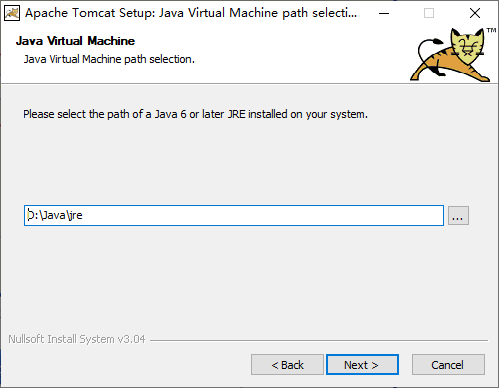 Apache Tomcat Setup: Java Virtual Machine path selecti...
Java Virtual Machine
Java Virtual Machine path selection.
TM
Please select the path of a Java 6 or later JRE installed on your system.
D:\Java\jre
...
Nullsoft Install System v3.04
< Back
Next >
Cancel